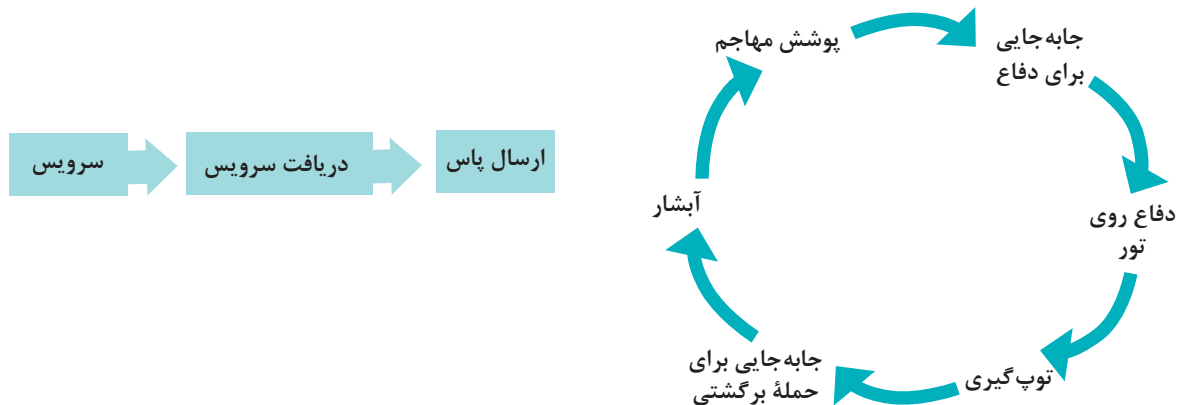 سرویس
دریافت سرویس
ارسال پاس
پوشش مهاجم
جابه‌جایی
برای دفاع
دفاع روی
تور
توپ‌گیری
جابه‌جایی برای
حملهٔ برگشتی
آبشار